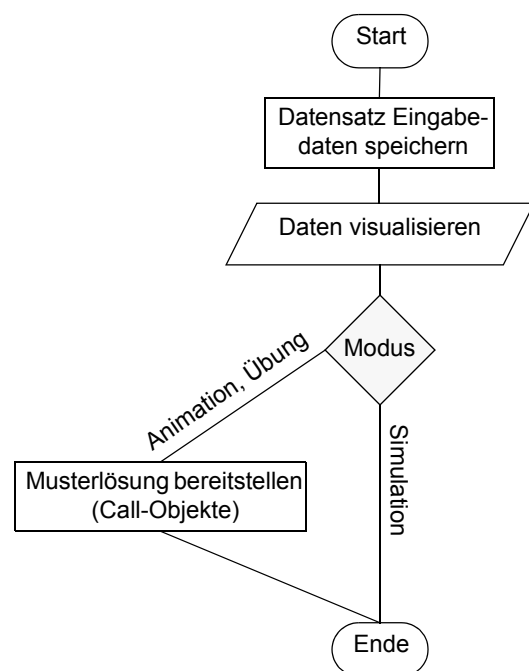 Start
Datensatz Eingabe-
daten speichern
Daten visualisieren
Modus
Animation, Übung
Simulation
Musterlösung bereitstellen
(Call-Objekte)
Ende